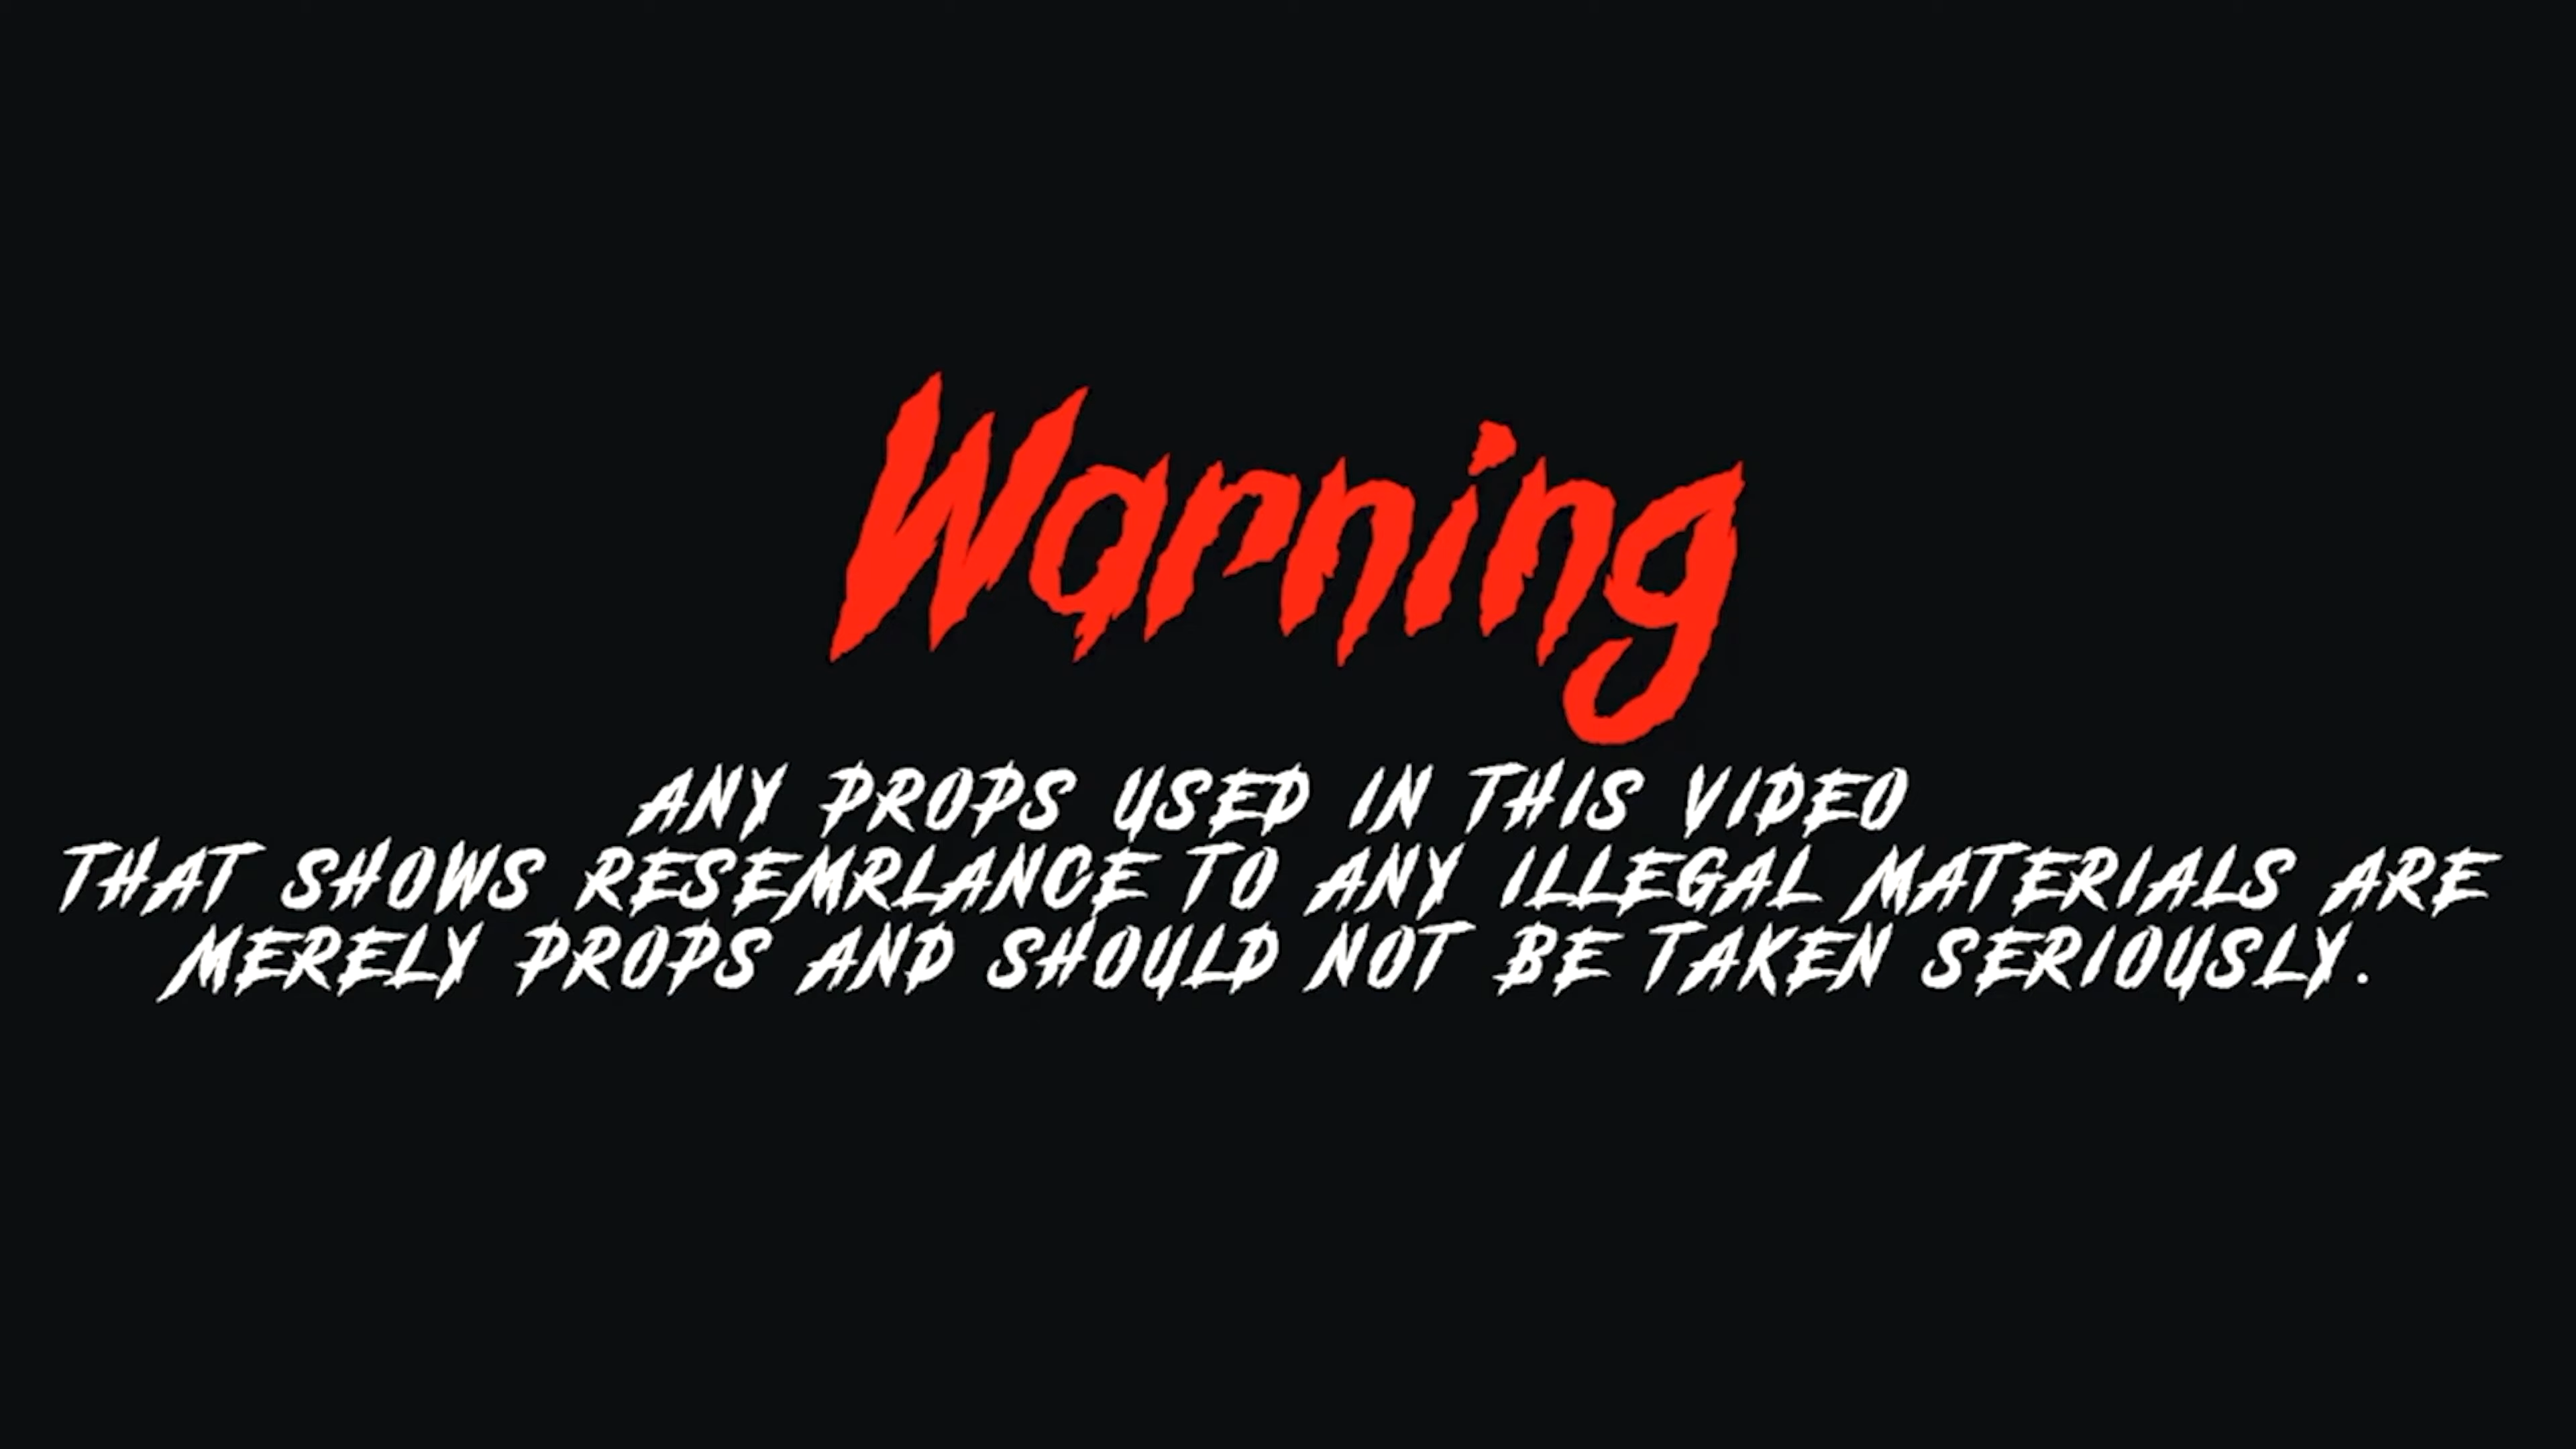 Warning
ANY PROPS USED IN THIS VIDEO
THAT SHOWS RESEMRLANCE TO ANY ILLEGAL MATERIALS ARE
MERELY PROPS AND SHOULD NOT BE TAKEN SERIOUSLY.